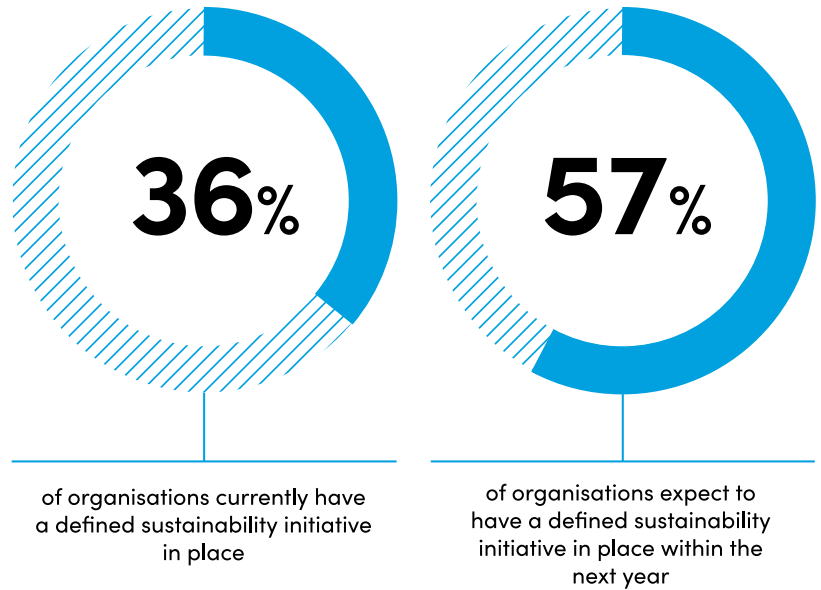 36%
of organisations currently have
a defined sustainability initiative
in place
57%
of organisations expect to
have a defined sustainability
initiative in place within the
next year